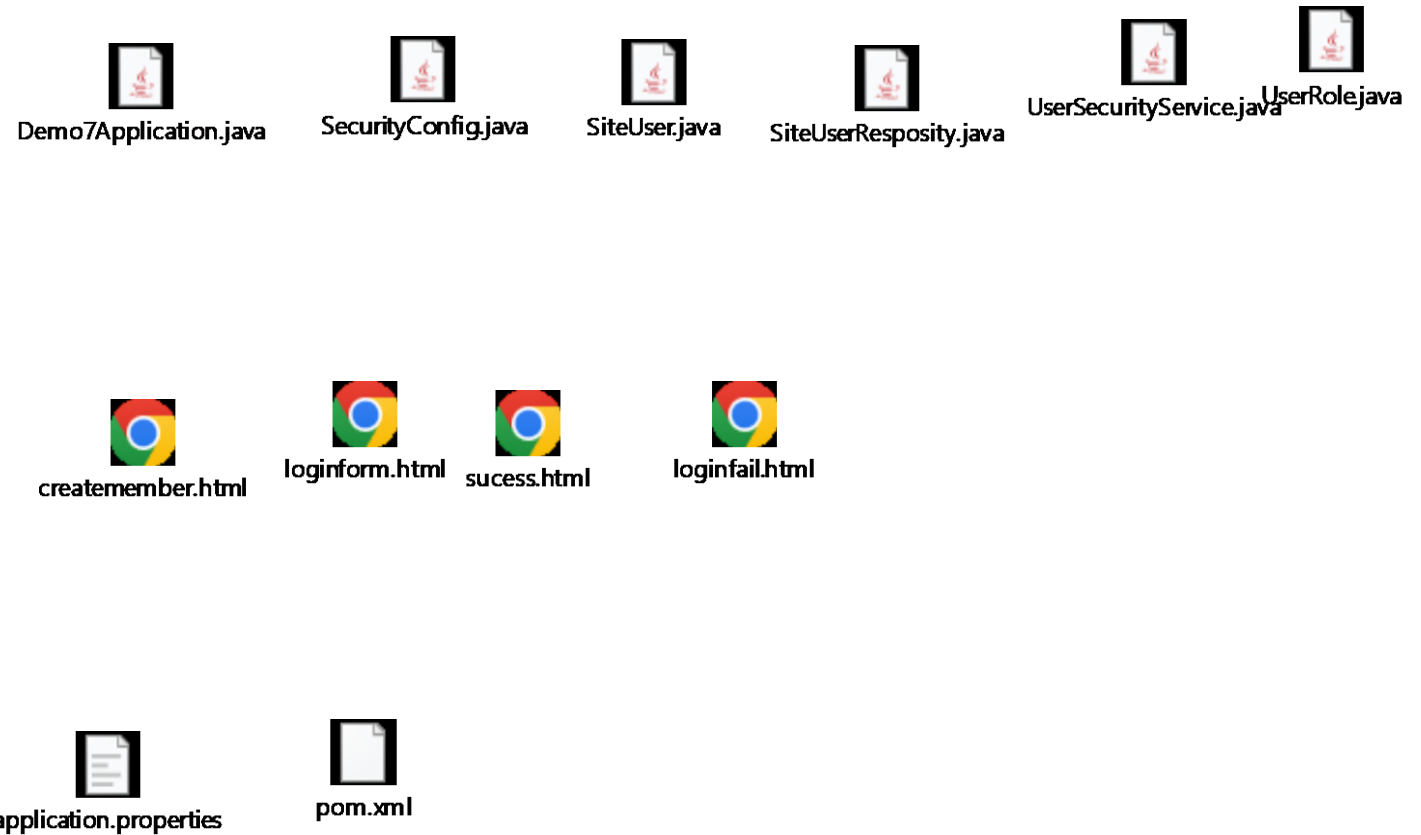 Demo7Application.java
SecurityConfig.java
SiteUser.java
SiteUserResposity.java
UserSecurityService.java
UserRole.java
createmember.html
loginform.html
sucess.html
loginfail.html
application.properties
pom.xml